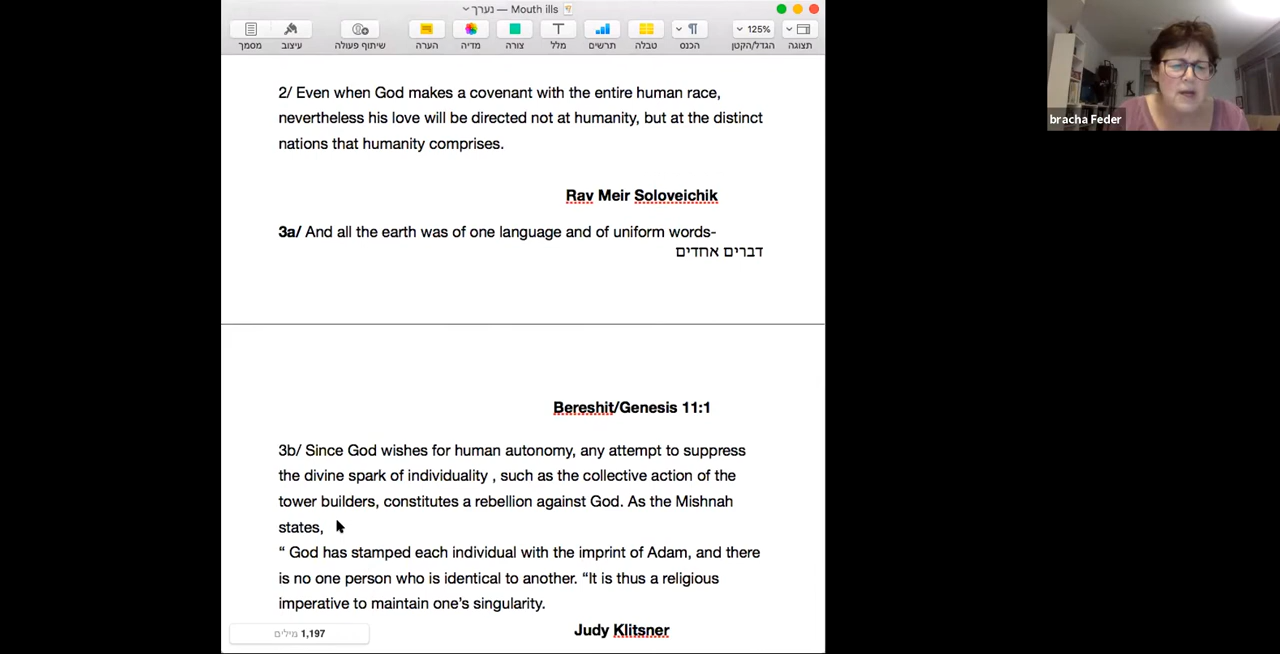 נערך — Mouth ills
מסמך עיצוב שיתוף פעולה הערה מדיה צורה מלל תרשים טבלה הכנס הגדל/הקטן 125% תצוגה
bracha Feder
2/ Even when God makes a covenant with the entire human race,
nevertheless his love will be directed not at humanity, but at the distinct
nations that humanity comprises.
Rav Meir Soloveichik
3a/ And all the earth was of one language and of uniform words-
דברים אחדים
Bereshit/Genesis 11:1
3b/ Since God wishes for human autonomy, any attempt to suppress
the divine spark of individuality , such as the collective action of the
tower builders, constitutes a rebellion against God. As the Mishnah
states,
“ God has stamped each individual with the imprint of Adam, and there
is no one person who is identical to another. “It is thus a religious
imperative to maintain one’s singularity.
Judy Klitsner
1,197 מילים